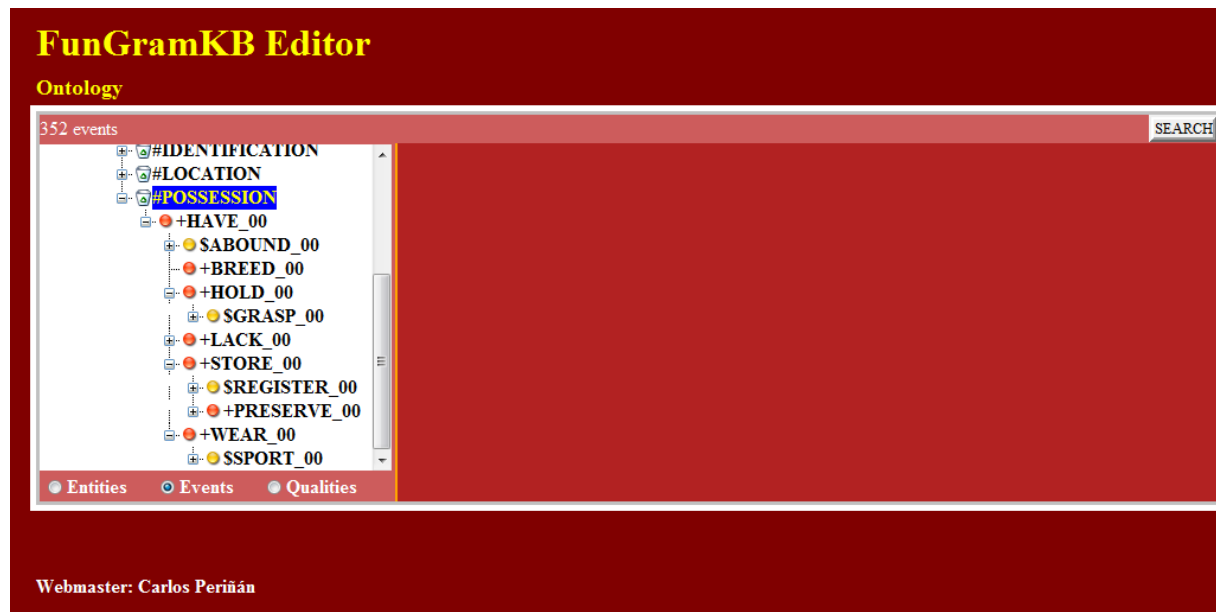 FunGramKB Editor
Ontology
352 events
SEARCH
#IDENTIFICATION
#LOCATION
#POSSESSION
+HAVE_00
$ABOUND_00
+BREED_00
+HOLD_00
$GRASP_00
+LACK_00
+STORE_00
$REGISTER_00
+PRESERVE_00
+WEAR_00
$SPORT_00
Entities Events Qualities
Webmaster: Carlos Periñán